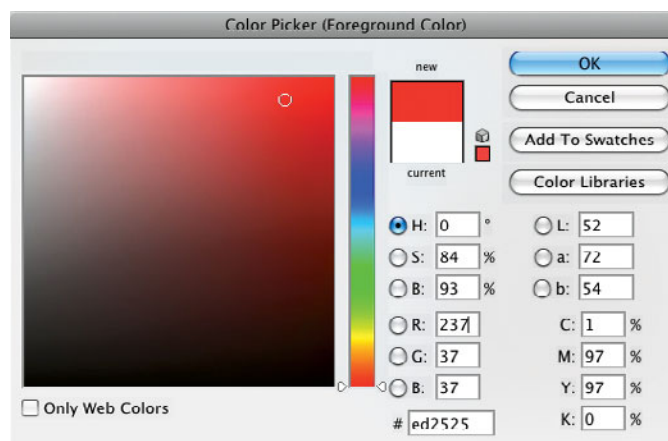 Color Picker (Foreground Color)
new
current
OK
Cancel
Add To Swatches
Color Libraries
H: 0 °
S: 84 %
B: 93 %
R: 237
G: 37
B: 37
# ed2525
L: 52
a: 72
b: 54
C: 1 %
M: 97 %
Y: 97 %
K: 0 %
Only Web Colors